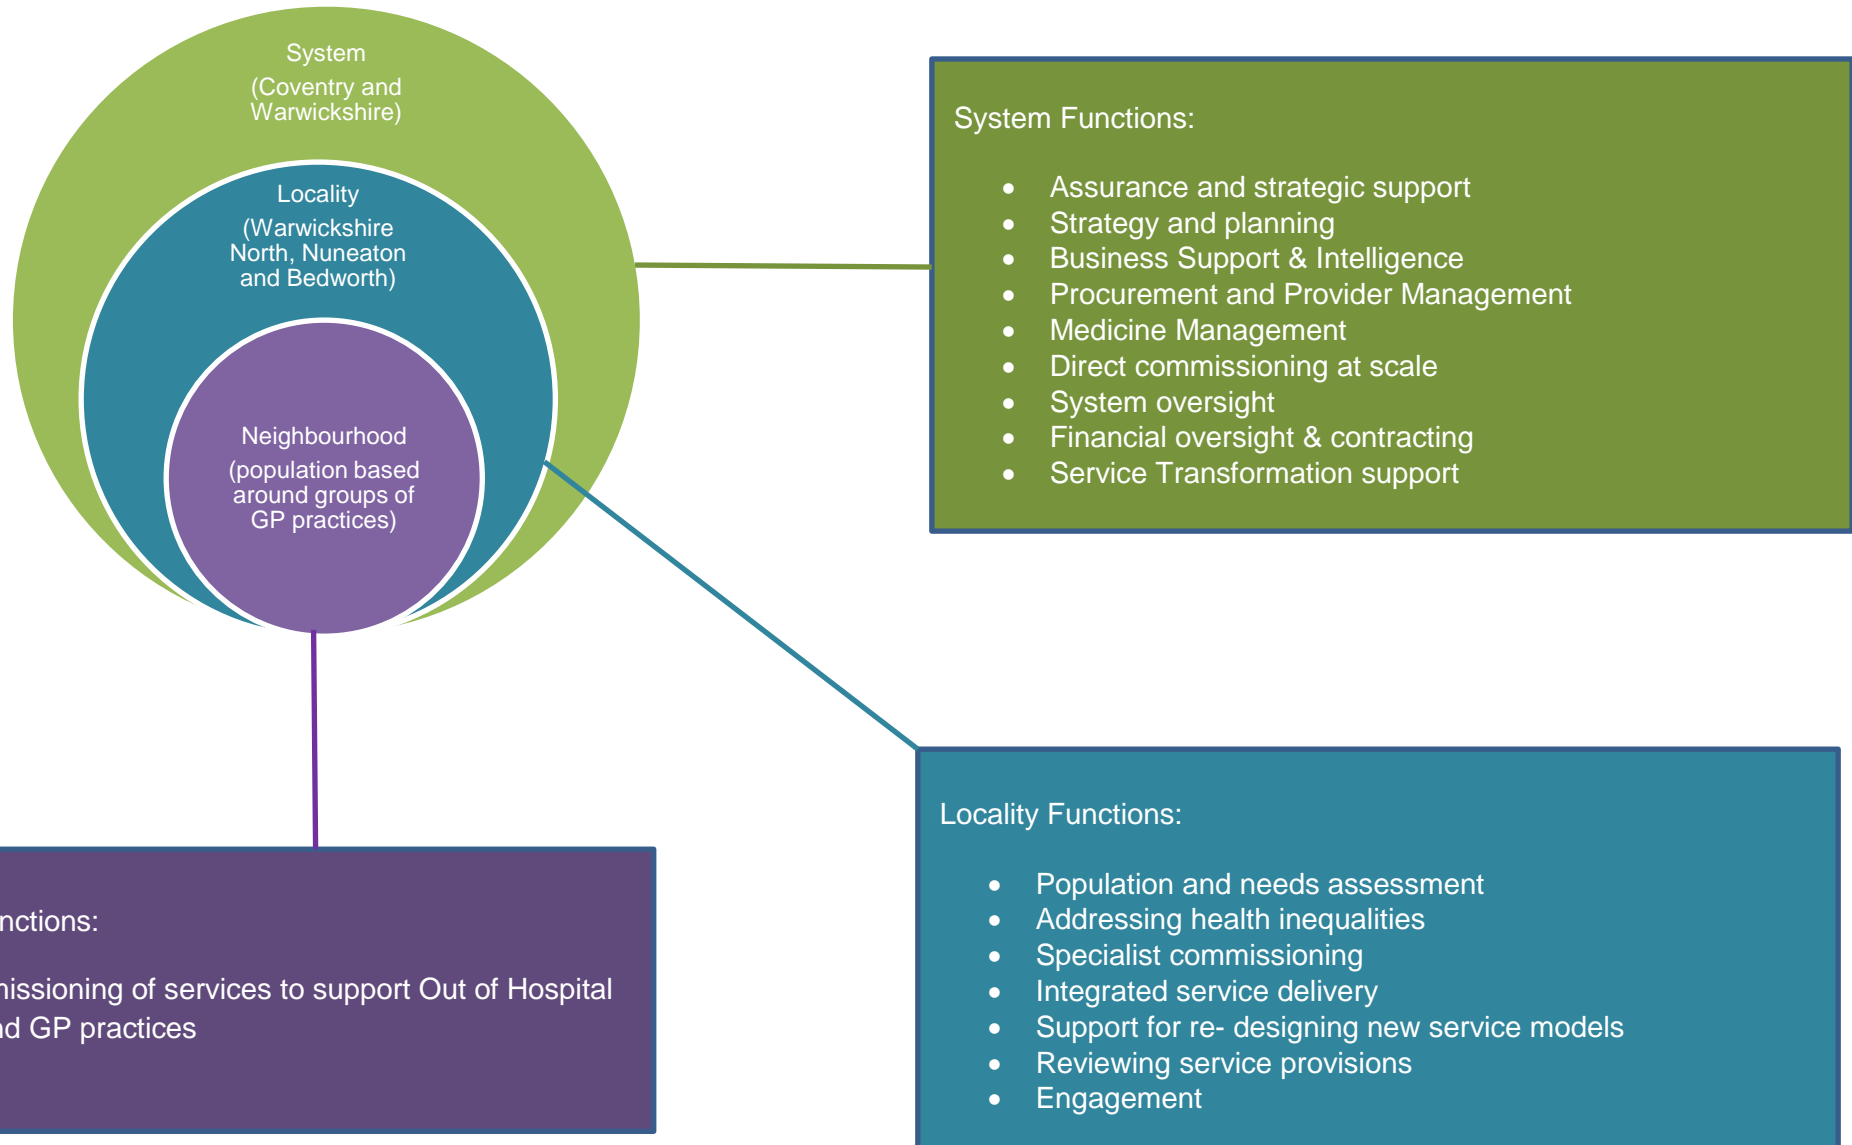 System
(Coventry and
Warwickshire)
Locality
(Warwickshire
North, Nuneaton
and Bedworth)
Neighbourhood
(population based
around groups of
GP practices)
System Functions:
• Assurance and strategic support
• Strategy and planning
• Business Support & Intelligence
• Procurement and Provider Management
• Medicine Management
• Direct commissioning at scale
• System oversight
• Financial oversight & contracting
• Service Transformation support
Locality Functions:
• Population and needs assessment
• Addressing health inequalities
• Specialist commissioning
• Integrated service delivery
• Support for re- designing new service models
• Reviewing service provisions
• Engagement
nctions:
missioning of services to support Out of Hospital
nd GP practices